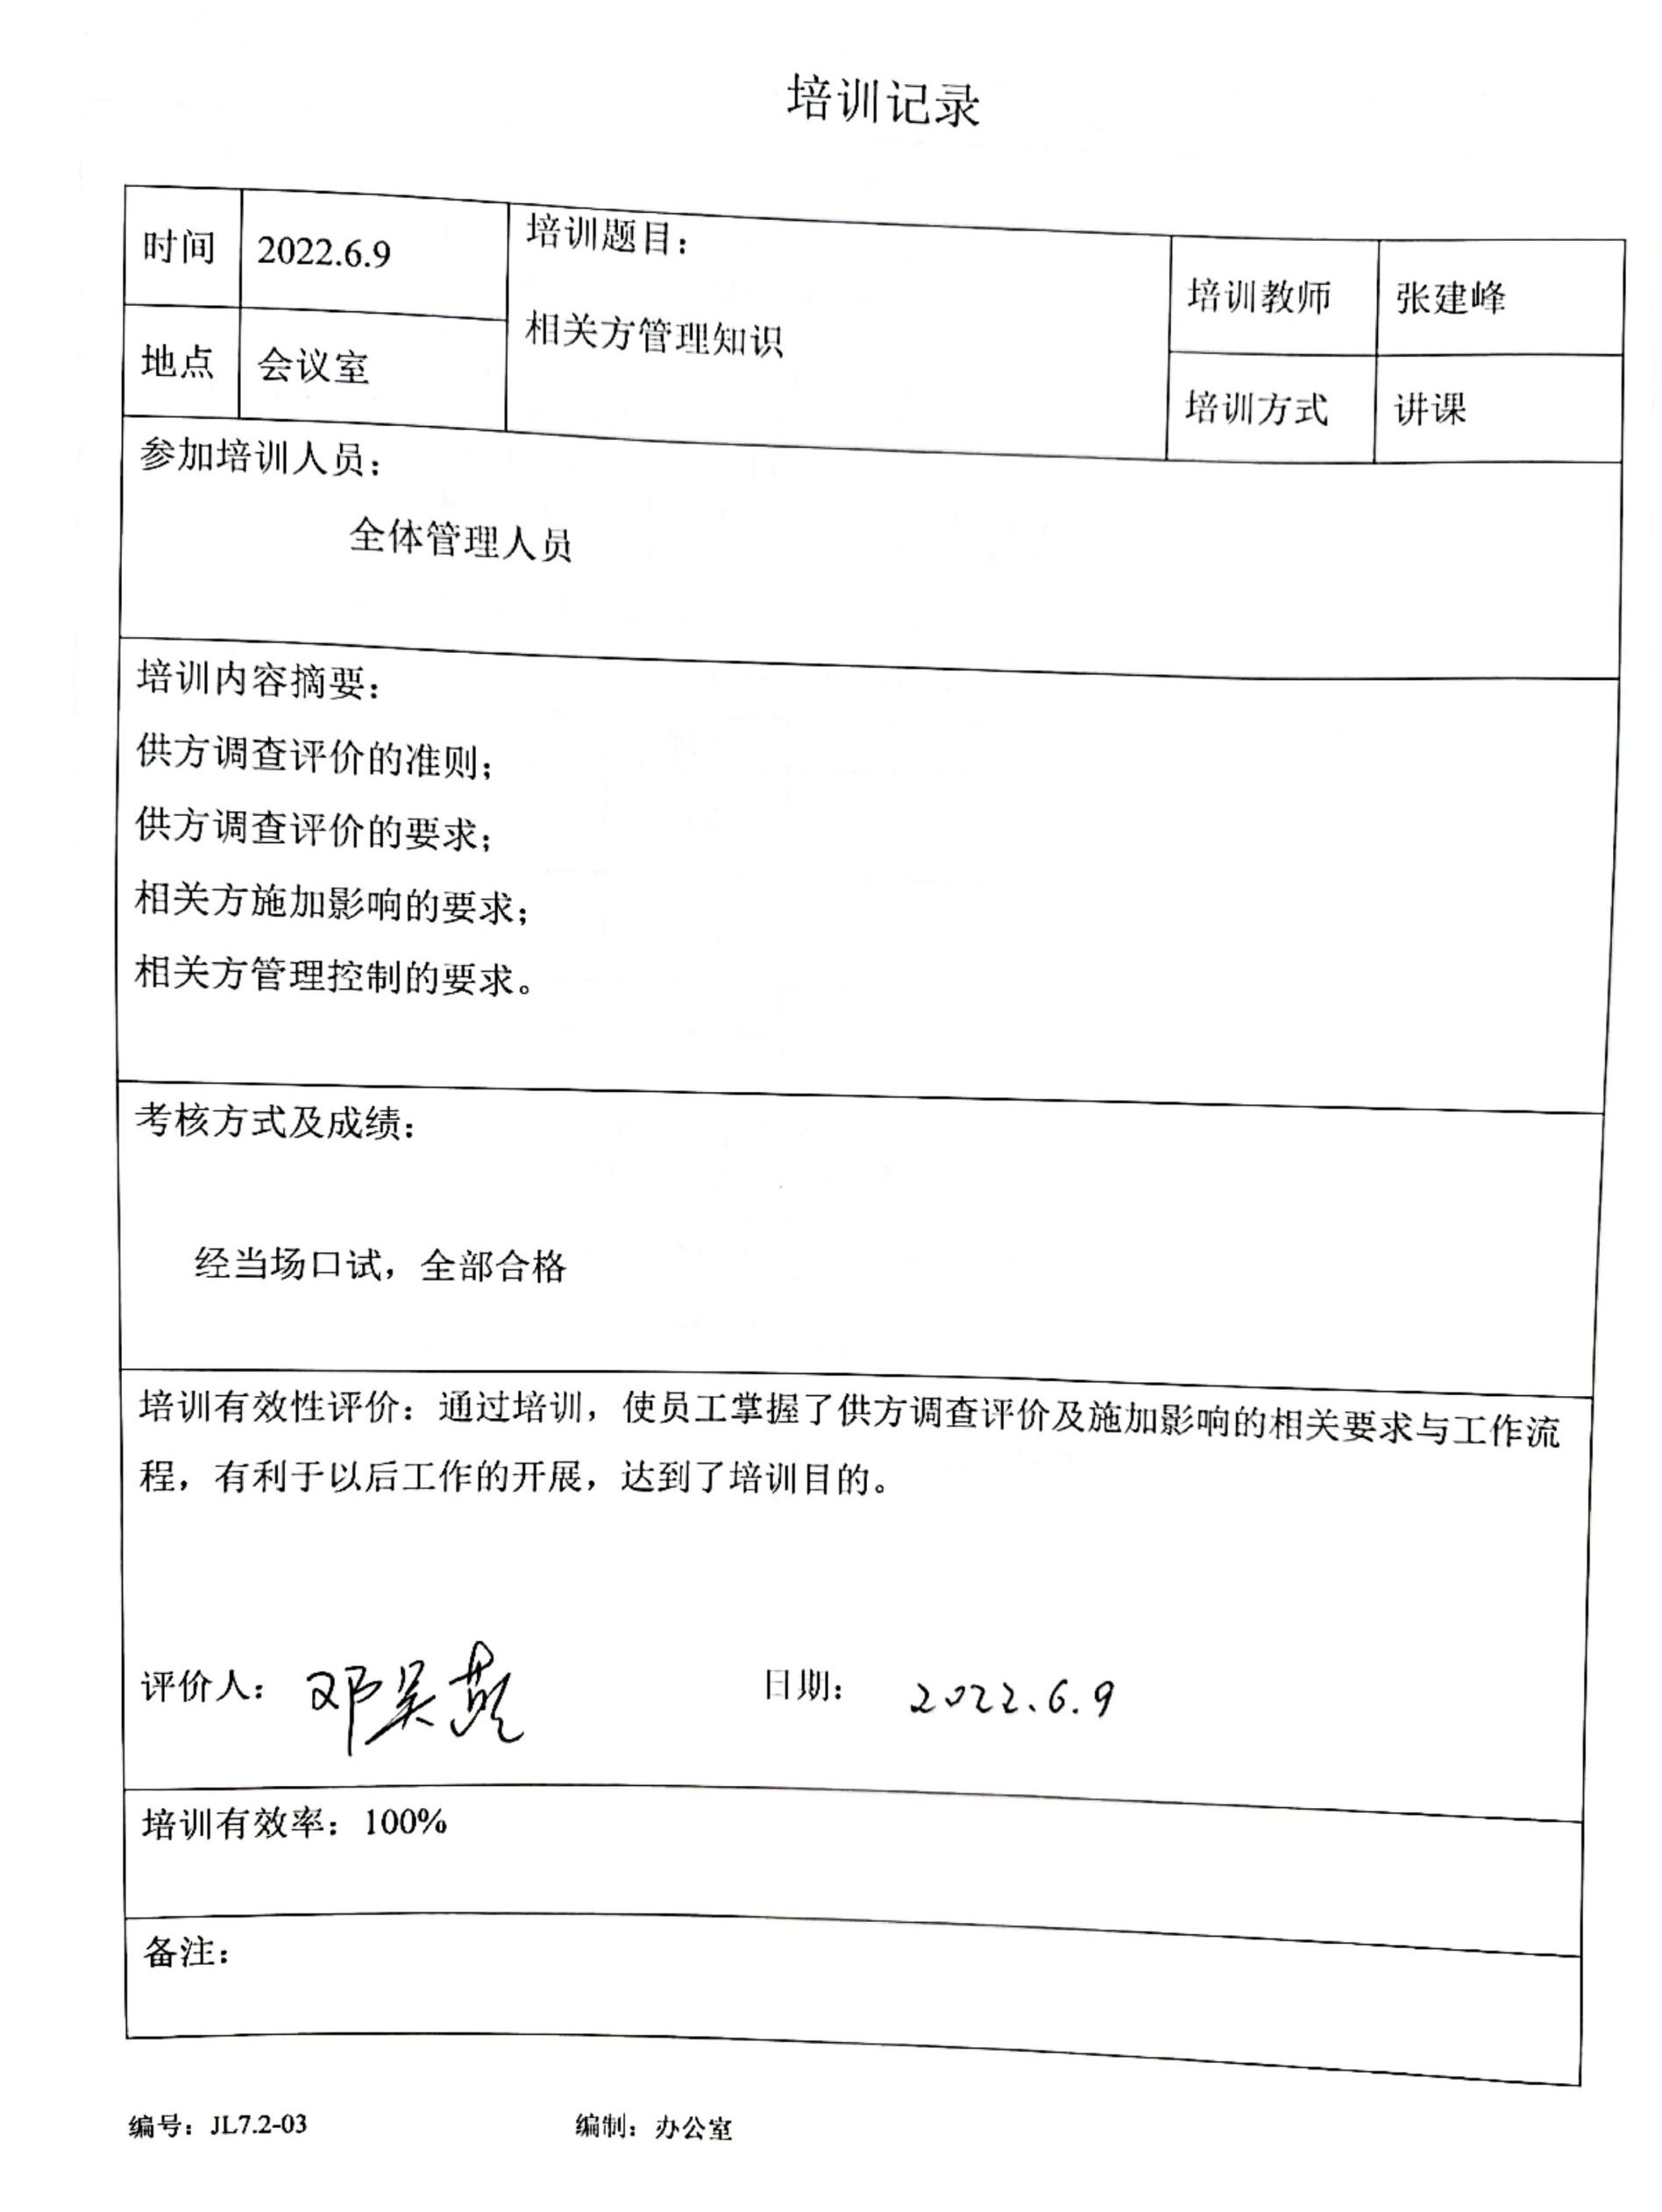 培训记录
时间 2022.6.9 培训题目： 培训教师 张建峰
地点 会议室 相关方管理知识 培训方式 讲课
参加培训人员：
全体管理人员
培训内容摘要：
供方调查评价的准则；
供方调查评价的要求；
相关方施加影响的要求；
相关方管理控制的要求。
考核方式及成绩：
经当场口试，全部合格
培训有效性评价：通过培训，使员工掌握了供方调查评价及施加影响的相关要求与工作流
程，有利于以后工作的开展，达到了培训目的。
评价人： 日期： 2022.6.9
培训有效率：100%
备注：
编号：JL7.2-03 编制：办公室